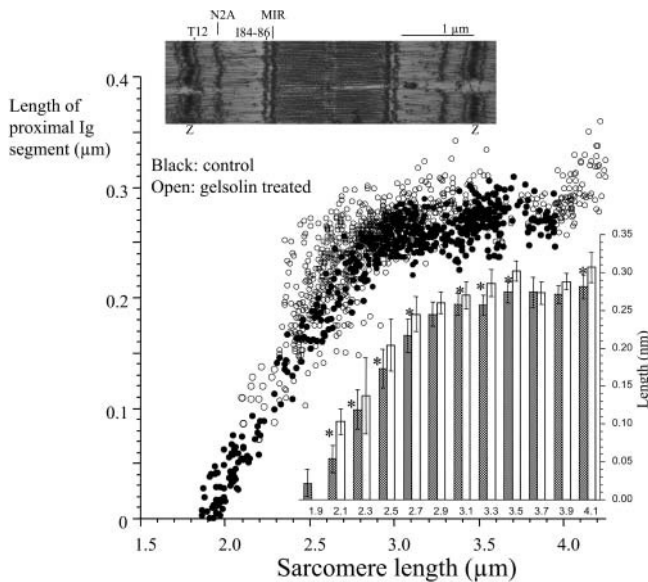 N2A MIR
T12 I84-86
1 µm
Z Z
Length of
proximal Ig
segment (µm)
Black: control
Open: gelsolin treated
0.4
0.3
0.2
0.1
0
1.5 2.0 2.5 3.0 3.5 4.0
Sarcomere length (µm)
* * * * * * * * *
0.35
0.30
0.25
0.20
0.15
0.10
0.05
0.00
Length (nm)
1.9 2.1 2.3 2.5 2.7 2.9 3.1 3.3 3.5 3.7 3.9 4.1